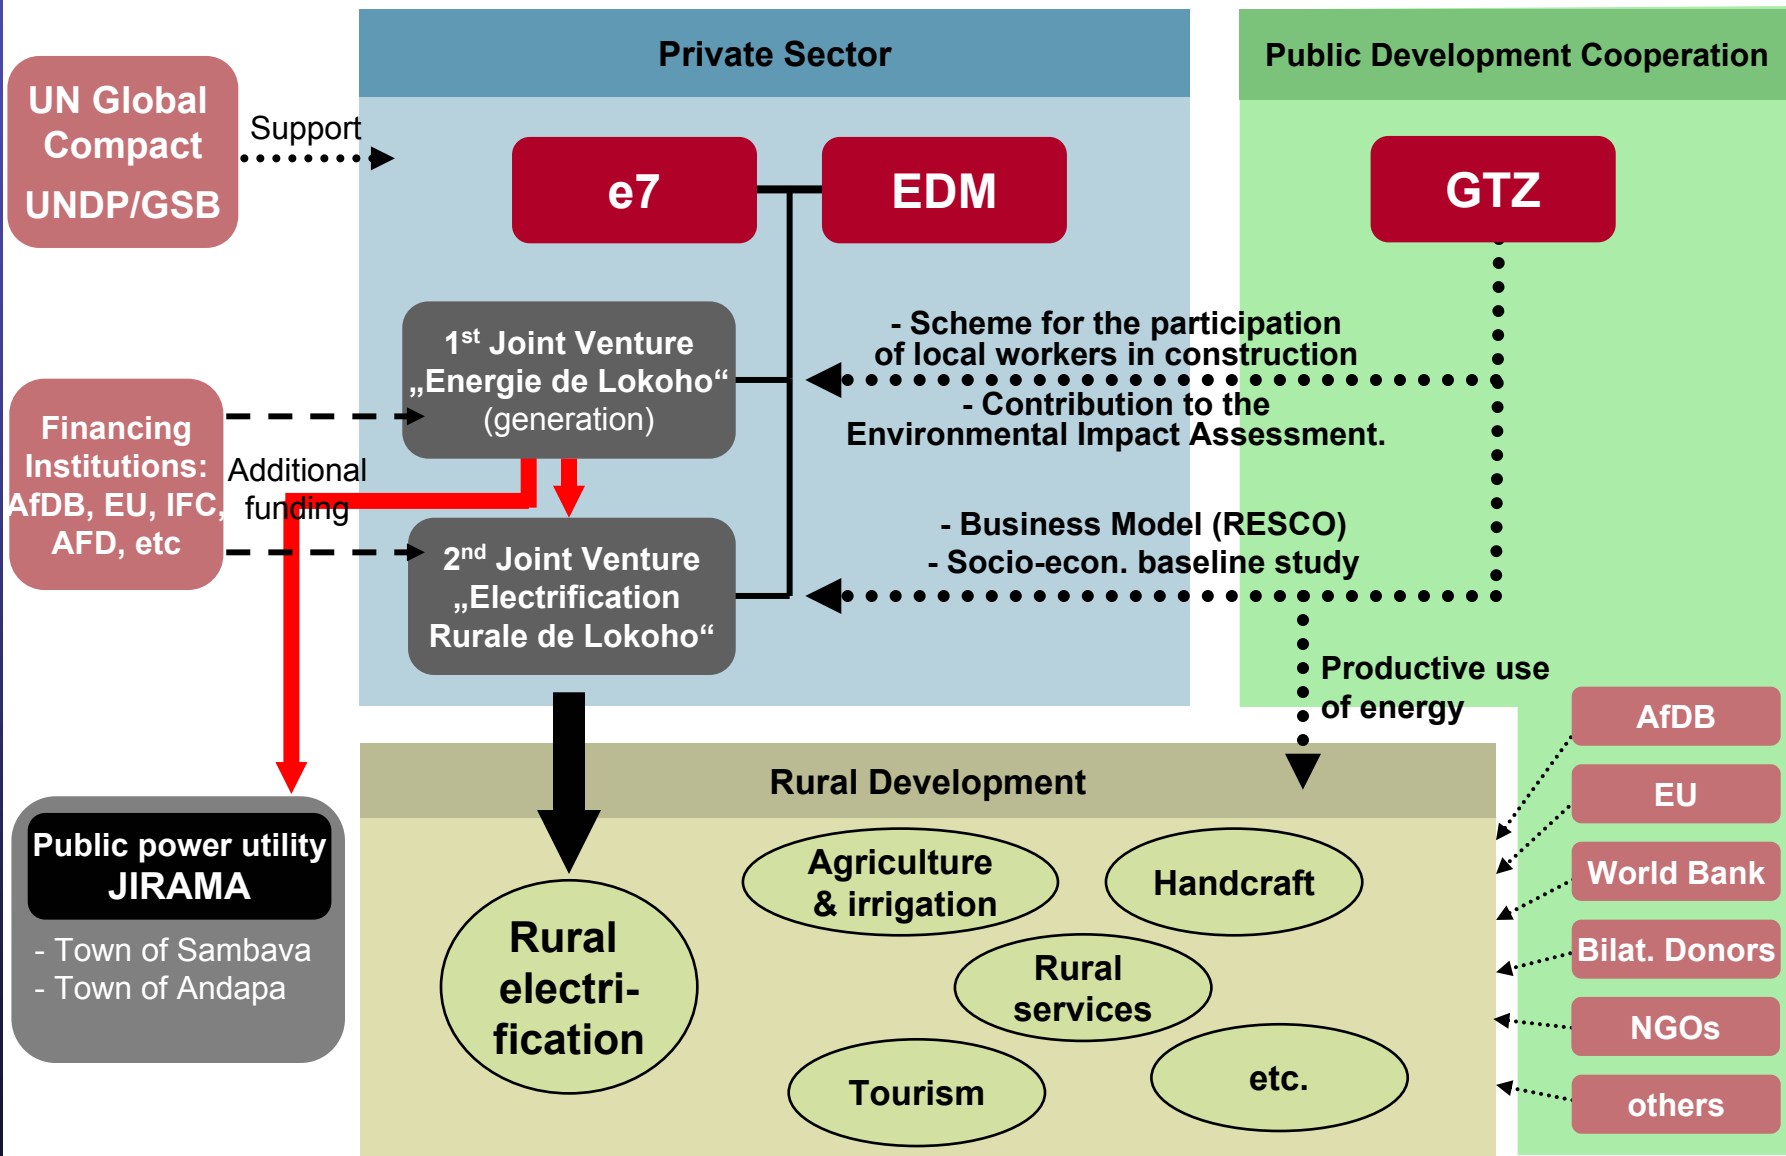 Private Sector
Public Development Cooperation
UN Global
Compact
UNDP/GSB
Support
e7
EDM
GTZ
1st Joint Venture
„Energie de Lokoho“
(generation)
- Scheme for the participation
of local workers in construction
- Contribution to the
Environmental Impact Assessment.
Financing
Institutions:
AfDB, EU, IFC,
AFD, etc
Additional
funding
2nd Joint Venture
„Electrification
Rurale de Lokoho“
- Business Model (RESCO)
- Socio-econ. baseline study
Productive use
of energy
Rural Development
Public power utility
JIRAMA
- Town of Sambava
- Town of Andapa
Rural
electri-
fication
Agriculture
& irrigation
Handcraft
Rural
services
Tourism
etc.
AfDB
EU
World Bank
Bilat. Donors
NGOs
others